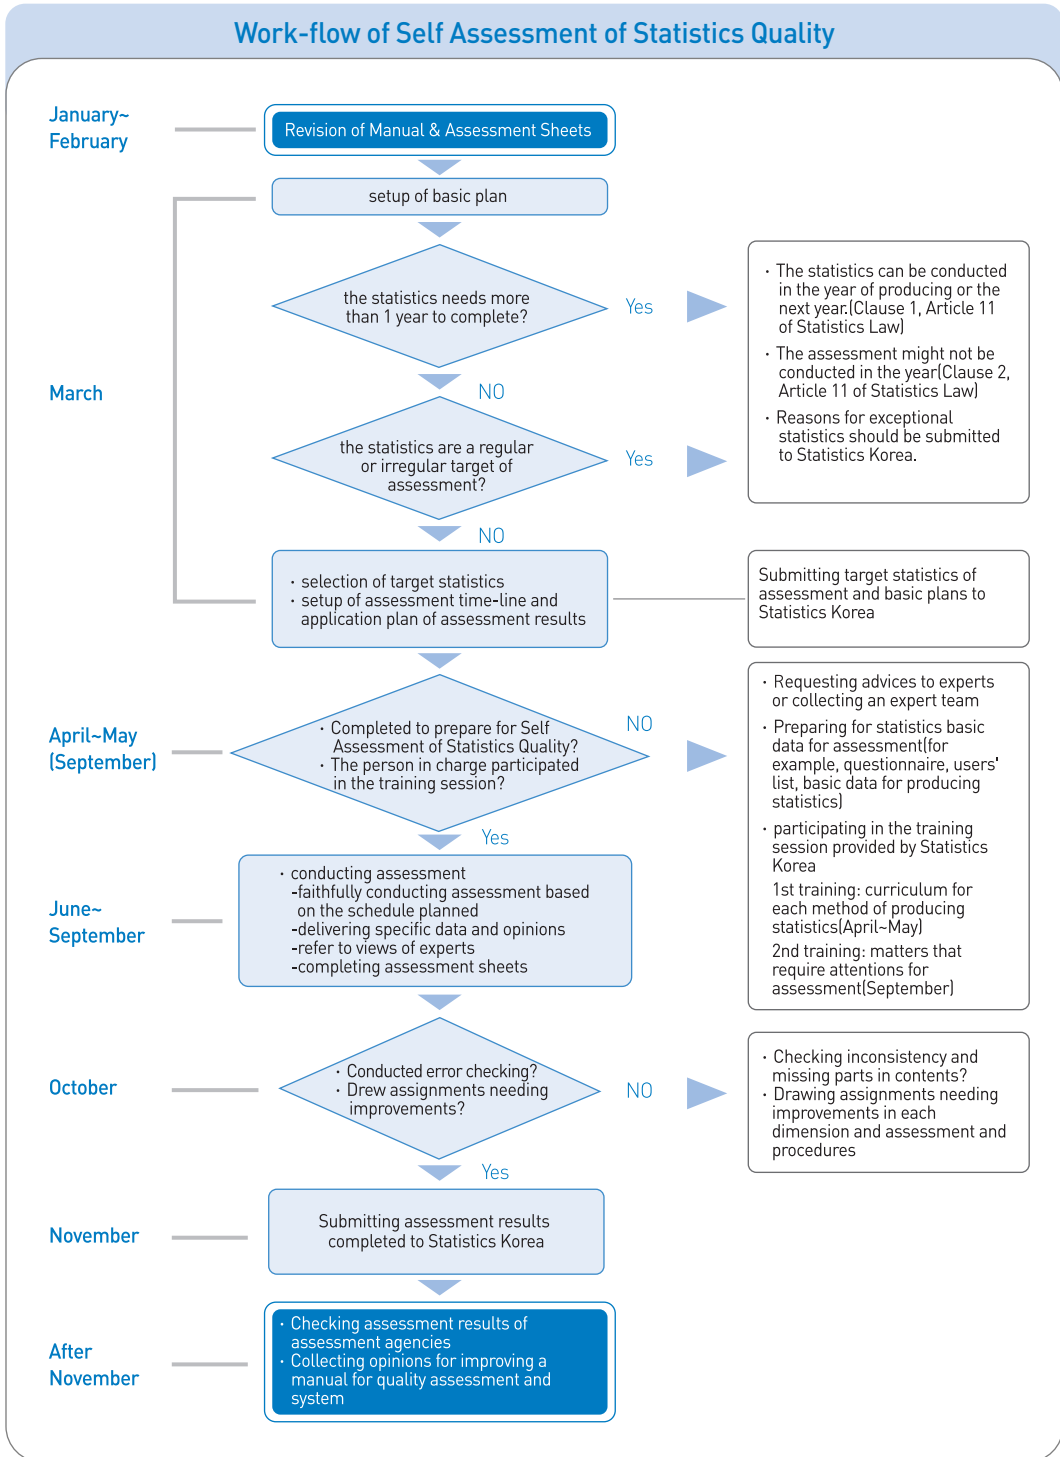 Work-flow of Self Assessment of Statistics Quality
January~
February
Revision of Manual & Assessment Sheets
setup of basic plan
March
the statistics needs more
than 1 year to complete?
Yes
· The statistics can be conducted
in the year of producing or the
next year.(Clause 1, Article 11
of Statistics Law)
· The assessment might not be
conducted in the year(Clause 2,
Article 11 of Statistics Law)
· Reasons for exceptional
statistics should be submitted
to Statistics Korea.
NO
the statistics are a regular
or irregular target of
assessment?
Yes
NO
· selection of target statistics
· setup of assessment time-line and
application plan of assessment results
Submitting target statistics of
assessment and basic plans to
Statistics Korea
April~May
(September)
· Completed to prepare for Self
Assessment of Statistics Quality?
· The person in charge participated
in the training session?
NO
· Requesting advices to experts
or collecting an expert team
· Preparing for statistics basic
data for assessment(for
example, questionnaire, users'
list, basic data for producing
statistics)
· participating in the training
session provided by Statistics
Korea
1st training: curriculum for
each method of producing
statistics(April~May)
2nd training: matters that
require attentions for
assessment(September)
Yes
June~
September
· conducting assessment
-faithfully conducting assessment based
on the schedule planned
-delivering specific data and opinions
-refer to views of experts
-completing assessment sheets
October
· Conducted error checking?
· Drew assignments needing
improvements?
NO
· Checking inconsistency and
missing parts in contents?
· Drawing assignments needing
improvements in each
dimension and assessment and
procedures
Yes
November
Submitting assessment results
completed to Statistics Korea
After
November
· Checking assessment results of
assessment agencies
· Collecting opinions for improving a
manual for quality assessment and
system